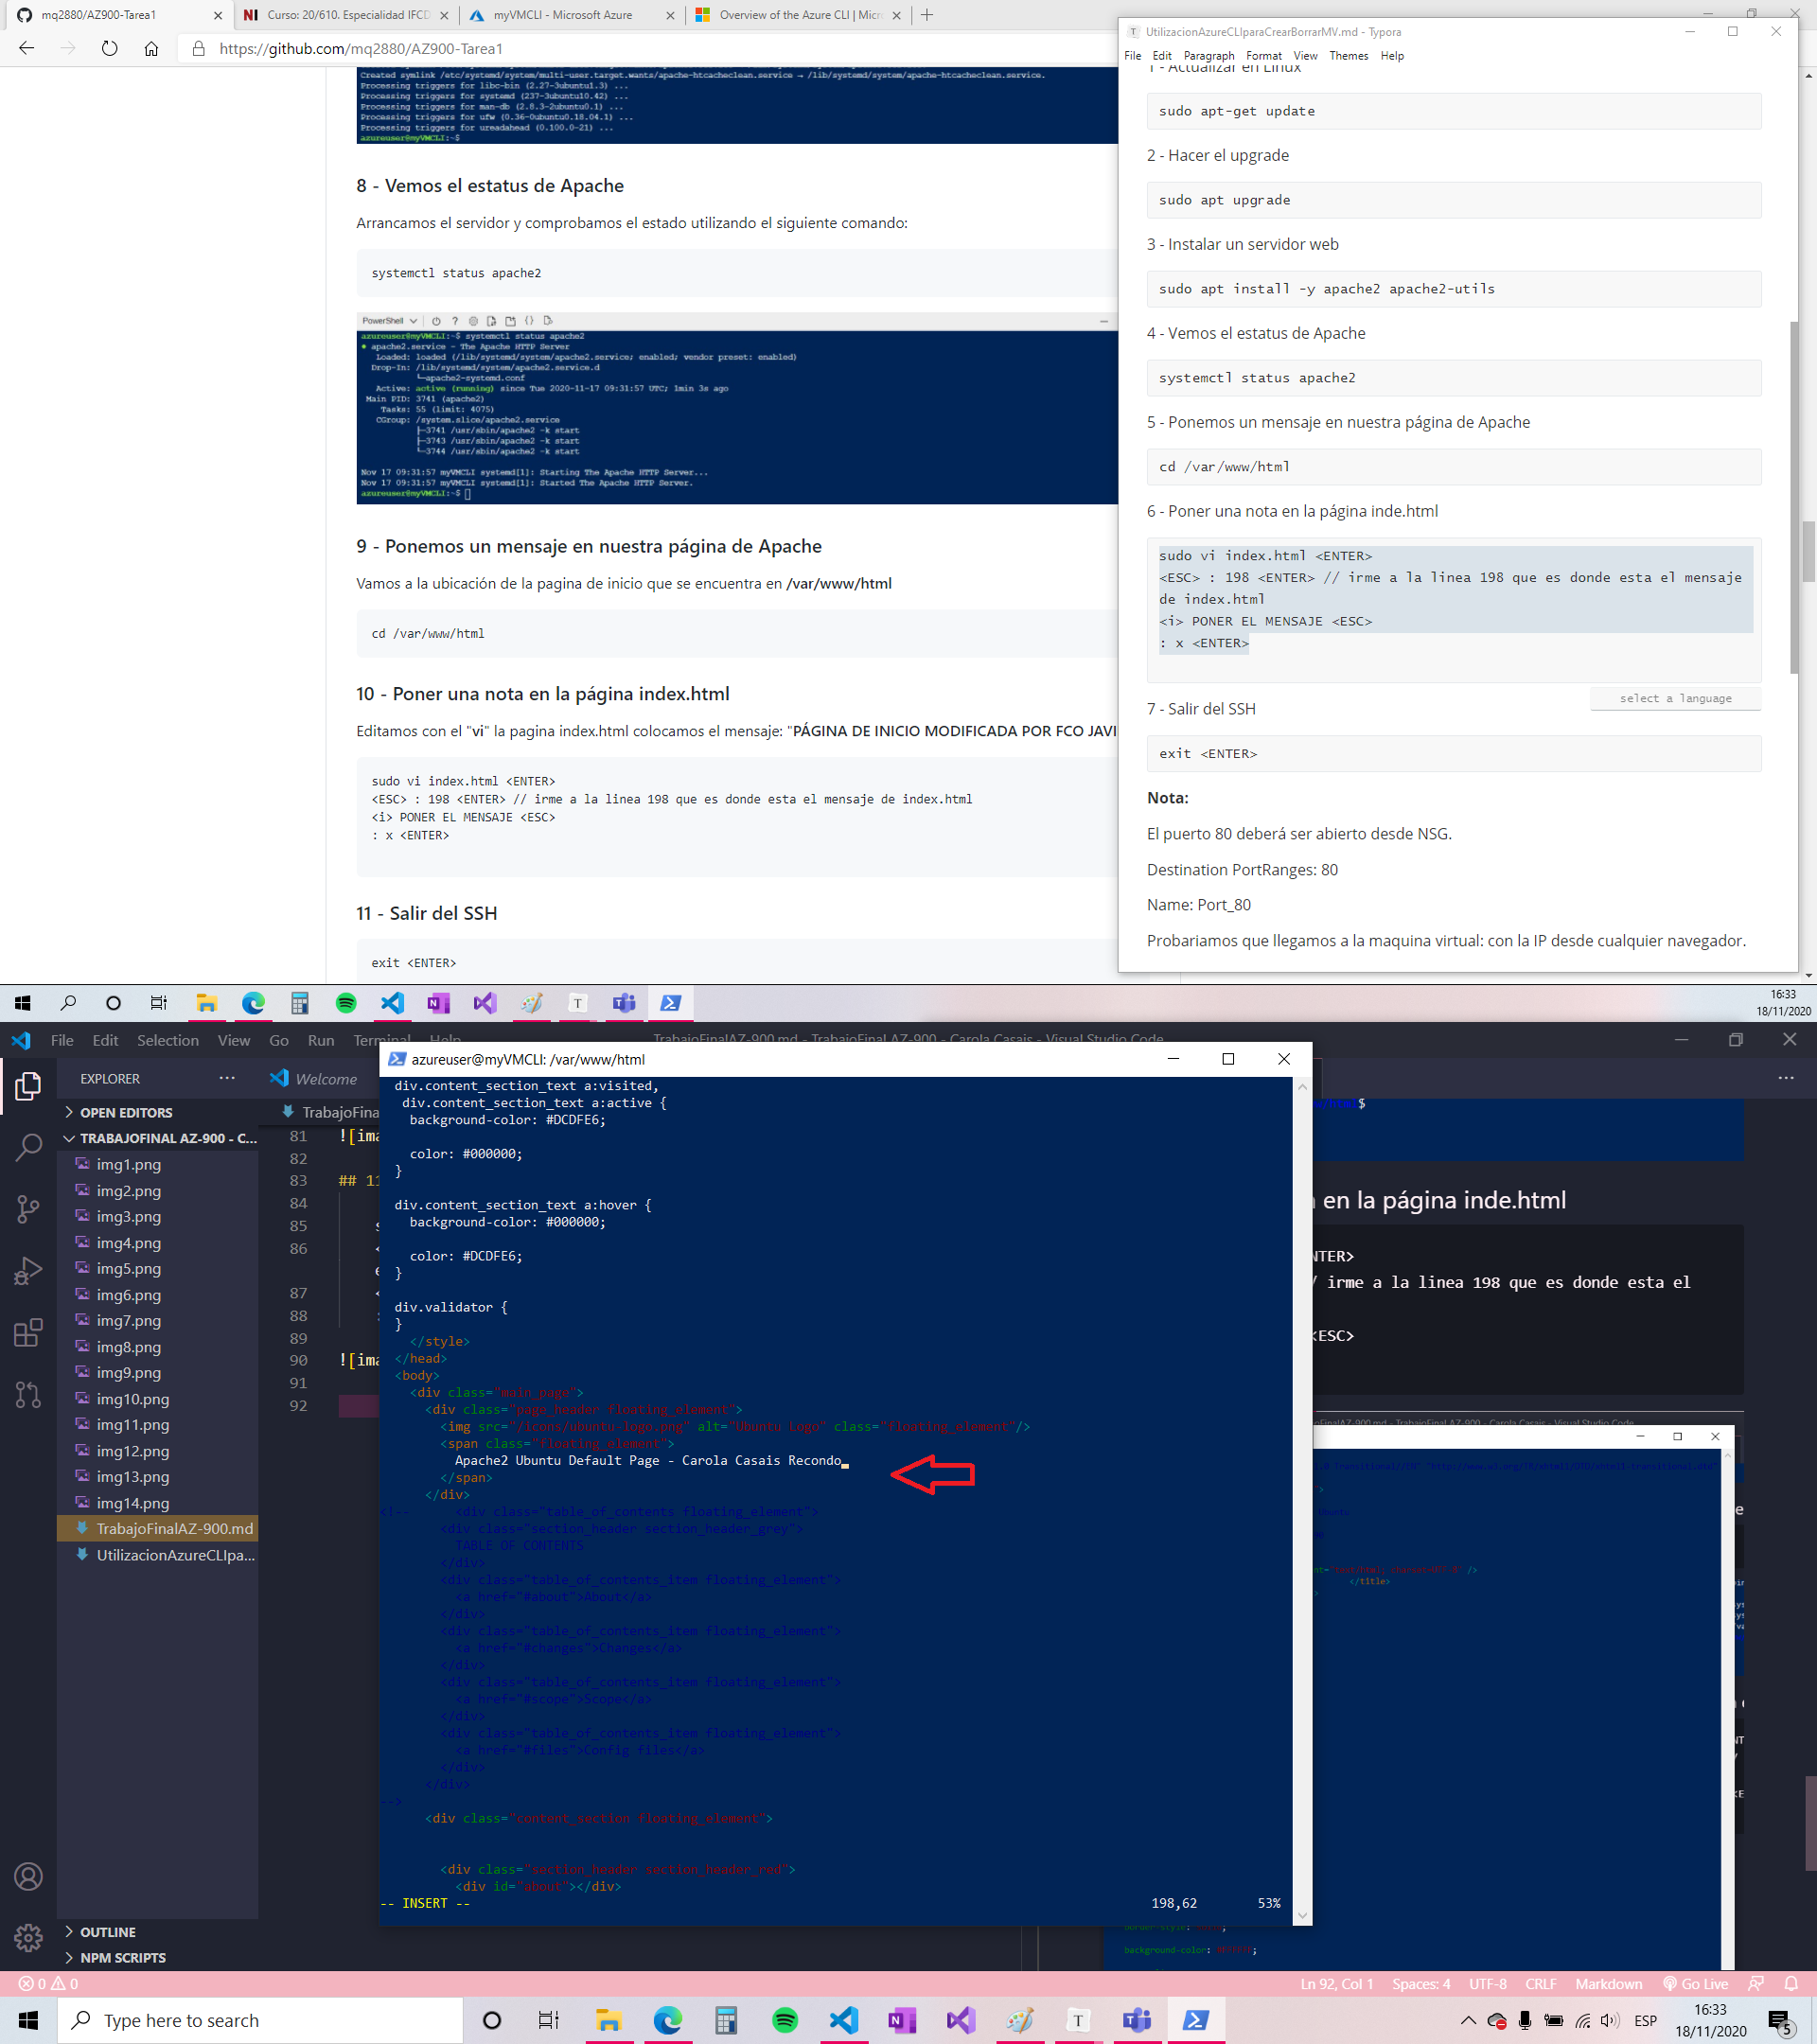 mq2880/AZ900-Tarea1
Curso: 20/610. Especialidad IFCD
myVMCLI - Microsoft Azure
Overview of the Azure CLI | Micr
https://github.com/mq2880/AZ900-Tarea1
Created symlink /etc/systemd/system/multi-user.target.wants/apache-htcacheclean.service → /lib/systemd/system/apache-htcacheclean.service.
Processing triggers for libc-bin (2.27-3ubuntu1.3) ...
Processing triggers for systemd (237-3ubuntu10.42) ...
Processing triggers for man-db (2.8.3-2ubuntu0.1) ...
Processing triggers for ufw (0.36-0ubuntu0.18.04.1) ...
Processing triggers for ureadahead (0.100.0-21) ...
azureuser@myVMCLI:~$
8 - Vemos el estatus de Apache
Arrancamos el servidor y comprobamos el estado utilizando el siguiente comando:
systemctl status apache2
PowerShell
azureuser@myVMCLI:~$ systemctl status apache2
● apache2.service - The Apache HTTP Server
Loaded: loaded (/lib/systemd/system/apache2.service; enabled; vendor preset: enabled)
Drop-In: /lib/systemd/system/apache2.service.d
└─apache2-systemd.conf
Active: active (running) since Tue 2020-11-17 09:31:57 UTC; 1min 3s ago
Main PID: 3741 (apache2)
Tasks: 55 (limit: 4075)
CGroup: /system.slice/apache2.service
├─3741 /usr/sbin/apache2 -k start
├─3743 /usr/sbin/apache2 -k start
└─3744 /usr/sbin/apache2 -k start
Nov 17 09:31:57 myVMCLI systemd[1]: Starting The Apache HTTP Server...
Nov 17 09:31:57 myVMCLI systemd[1]: Started The Apache HTTP Server.
azureuser@myVMCLI:~$
9 - Ponemos un mensaje en nuestra página de Apache
Vamos a la ubicación de la pagina de inicio que se encuentra en /var/www/html
cd /var/www/html
10 - Poner una nota en la página index.html
Editamos con el "vi" la pagina index.html colocamos el mensaje: "PÁGINA DE INICIO MODIFICADA POR FCO JAVI
sudo vi index.html <ENTER>
<ESC> : 198 <ENTER> // irme a la linea 198 que es donde esta el mensaje de index.html
<i> PONER EL MENSAJE <ESC>
: x <ENTER>
11 - Salir del SSH
exit <ENTER>
UtilizacionAzureCLIparaCrearBorrarMV.md - Typora
File Edit Paragraph Format View Themes Help
1 - Actualizar en Linux
sudo apt-get update
2 - Hacer el upgrade
sudo apt upgrade
3 - Instalar un servidor web
sudo apt install -y apache2 apache2-utils
4 - Vemos el estatus de Apache
systemctl status apache2
5 - Ponemos un mensaje en nuestra página de Apache
cd /var/www/html
6 - Poner una nota en la página inde.html
sudo vi index.html <ENTER>
<ESC> : 198 <ENTER> // irme a la linea 198 que es donde esta el mensaje
de index.html
<i> PONER EL MENSAJE <ESC>
: x <ENTER>
select a language
7 - Salir del SSH
exit <ENTER>
Nota:
El puerto 80 deberá ser abierto desde NSG.
Destination PortRanges: 80
Name: Port_80
Probariamos que llegamos a la maquina virtual: con la IP desde cualquier navegador.
16:33
18/11/2020
File Edit Selection View Go Run Terminal Help
TrabajoFinalAZ-900.md - TrabajoFinal AZ-900 - Carola Casais - Visual Studio Code
EXPLORER
Welcome
OPEN EDITORS
TrabajoFina
TRABAJOFINAL AZ-900 - C...
img1.png
img2.png
img3.png
img4.png
img5.png
img6.png
img7.png
img8.png
img9.png
img10.png
img11.png
img12.png
img13.png
img14.png
TrabajoFinalAZ-900.md
UtilizacionAzureCLIpa...
OUTLINE
NPM SCRIPTS
81 ![ima
82
83 ## 11
84
85 s
86 <
e
87 <
88 :
89
90 ![ima
91
92
azureuser@myVMCLI: /var/www/html
div.content_section_text a:visited,
div.content_section_text a:active {
background-color: #DCDFE6;
color: #000000;
}
div.content_section_text a:hover {
background-color: #000000;
color: #DCDFE6;
}
div.validator {
}
</style>
</head>
<body>
<div class="main_page">
<div class="page_header floating_element">
<img src="/icons/ubuntu-logo.png" alt="Ubuntu Logo" class="floating_element"/>
<span class="floating_element">
Apache2 Ubuntu Default Page - Carola Casais Recondo
</span>
</div>
<!-- <div class="table_of_contents floating_element">
<div class="section_header section_header_grey">
TABLE OF CONTENTS
</div>
<div class="table_of_contents_item floating_element">
<a href="#about">About</a>
</div>
<div class="table_of_contents_item floating_element">
<a href="#changes">Changes</a>
</div>
<div class="table_of_contents_item floating_element">
<a href="#scope">Scope</a>
</div>
<div class="table_of_contents_item floating_element">
<a href="#files">Config files</a>
</div>
</div>
-->
<div class="content_section floating_element">
<div class="section_header section_header_red">
<div id="about"></div>
-- INSERT --
198,62 53%
$
en la página inde.html
NTER>
/ irme a la linea 198 que es donde esta el
<ESC>
</title>
background-color:
0 0
Ln 92, Col 1 Spaces: 4 UTF-8 CRLF Markdown Go Live
Type here to search
ESP
16:33
18/11/2020
5